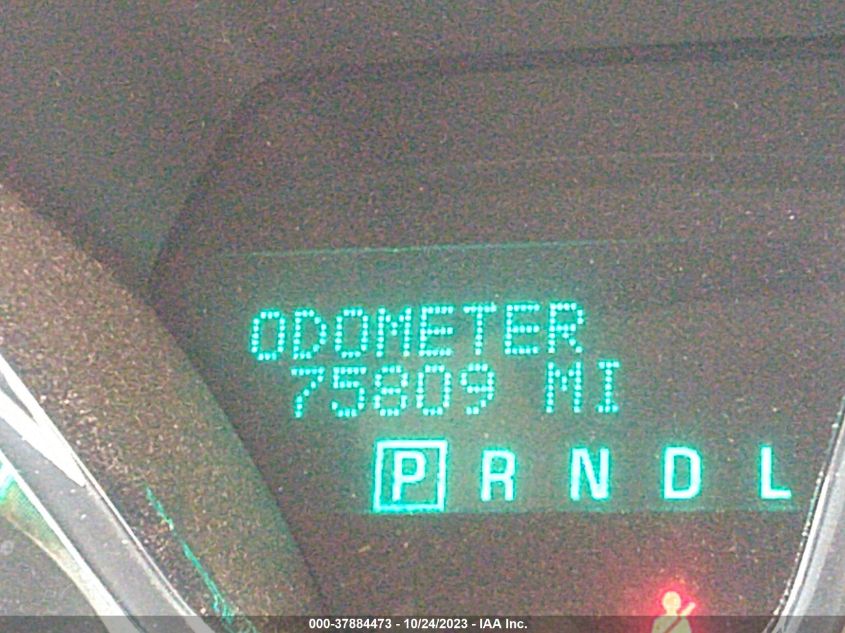 ODOMETER
75809 MI
P R N D L
000-37884473 - 10/24/2023 - IAA Inc.